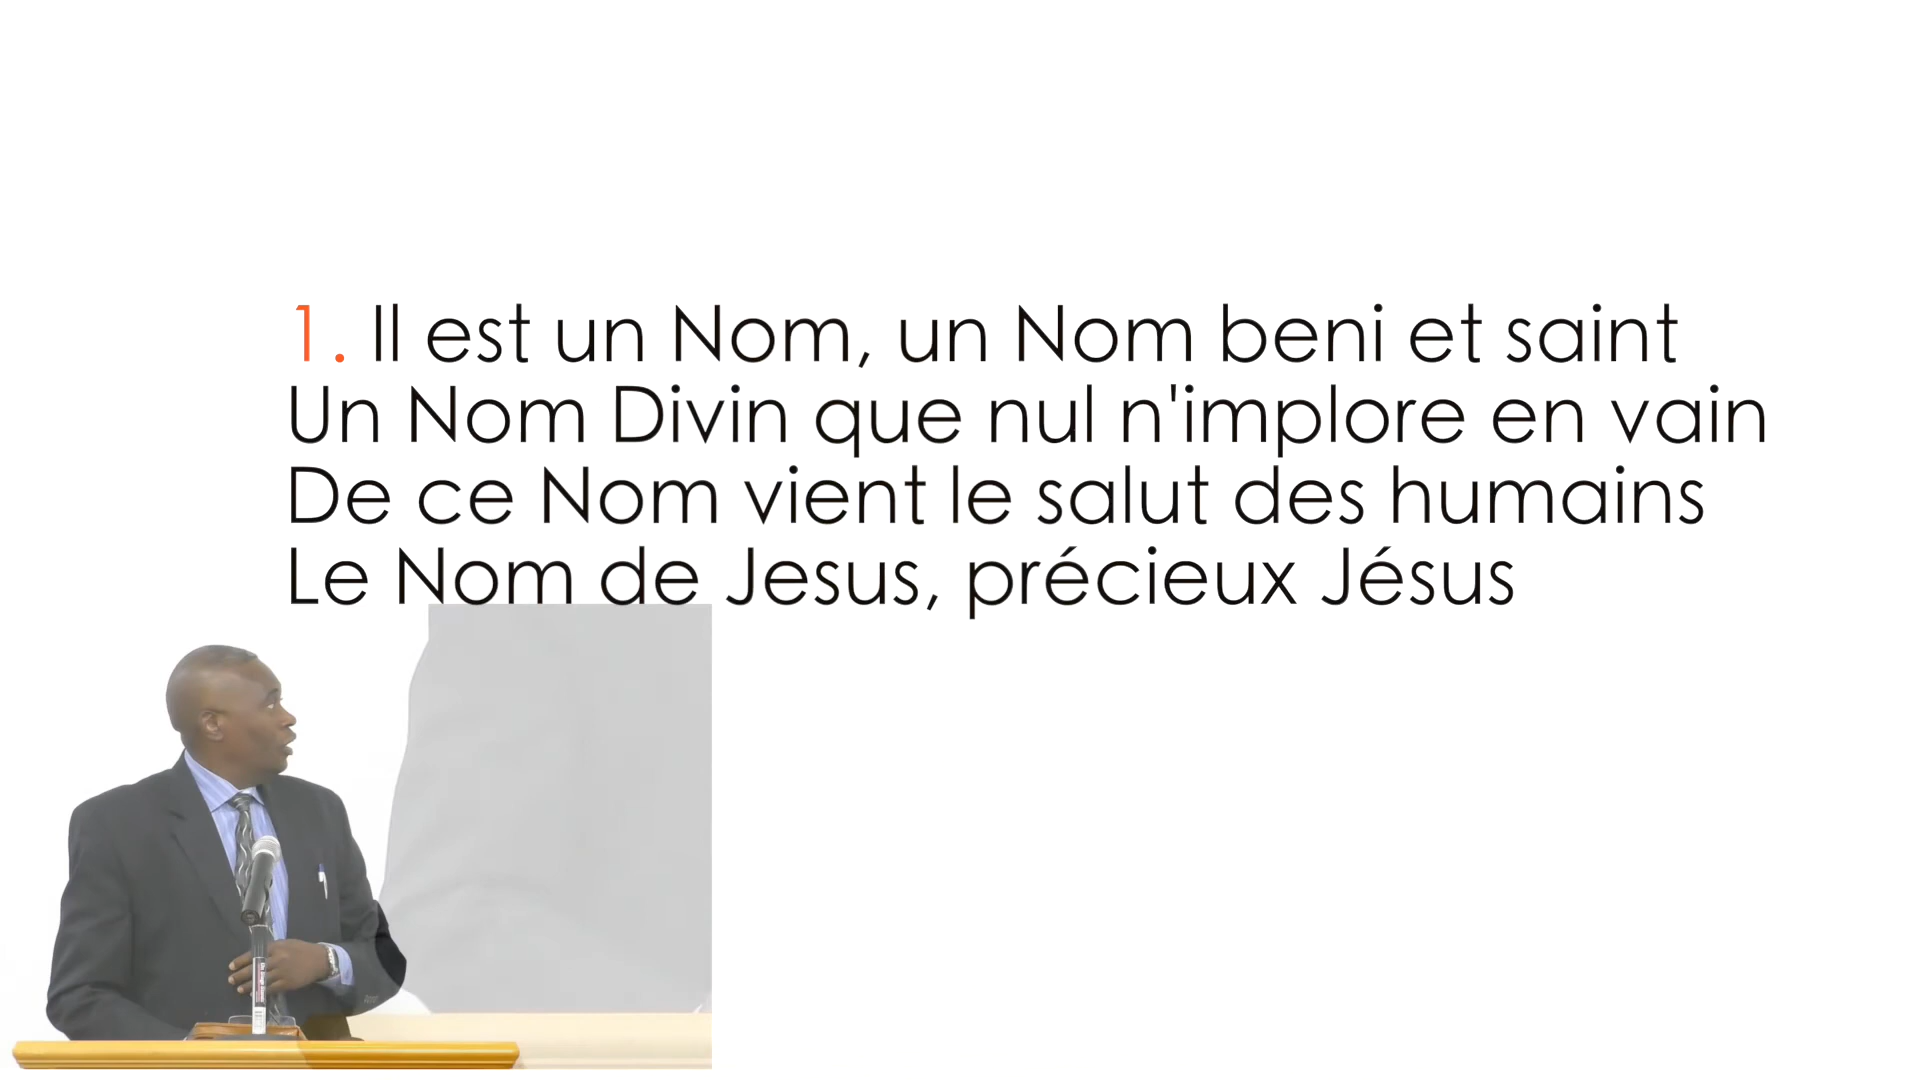 1. Il est un Nom, un Nom beni et saint
Un Nom Divin que nul n'implore en vain
De ce Nom vient le salut des humains
Le Nom de Jesus, précieux Jésus